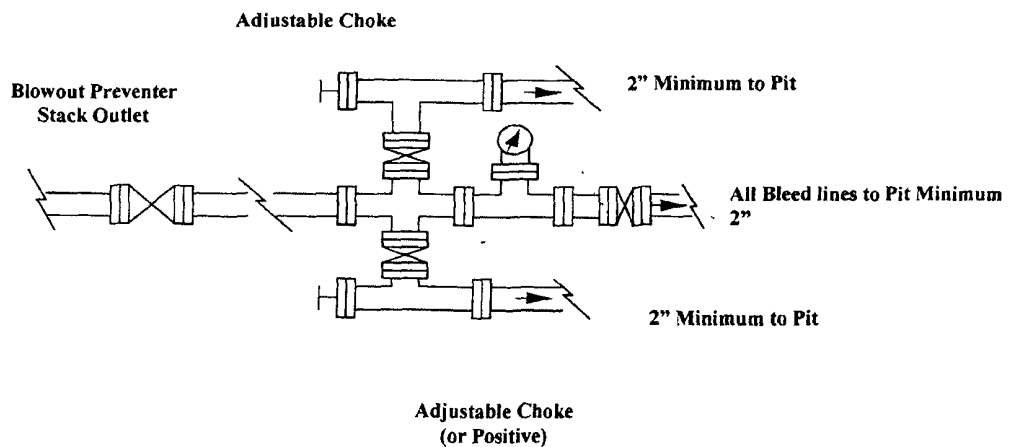 Adjustable Choke
Blowout Preventer
Stack Outlet
2” Minimum to Pit
All Bleed lines to Pit Minimum
2”
2” Minimum to Pit
Adjustable Choke
(or Positive)